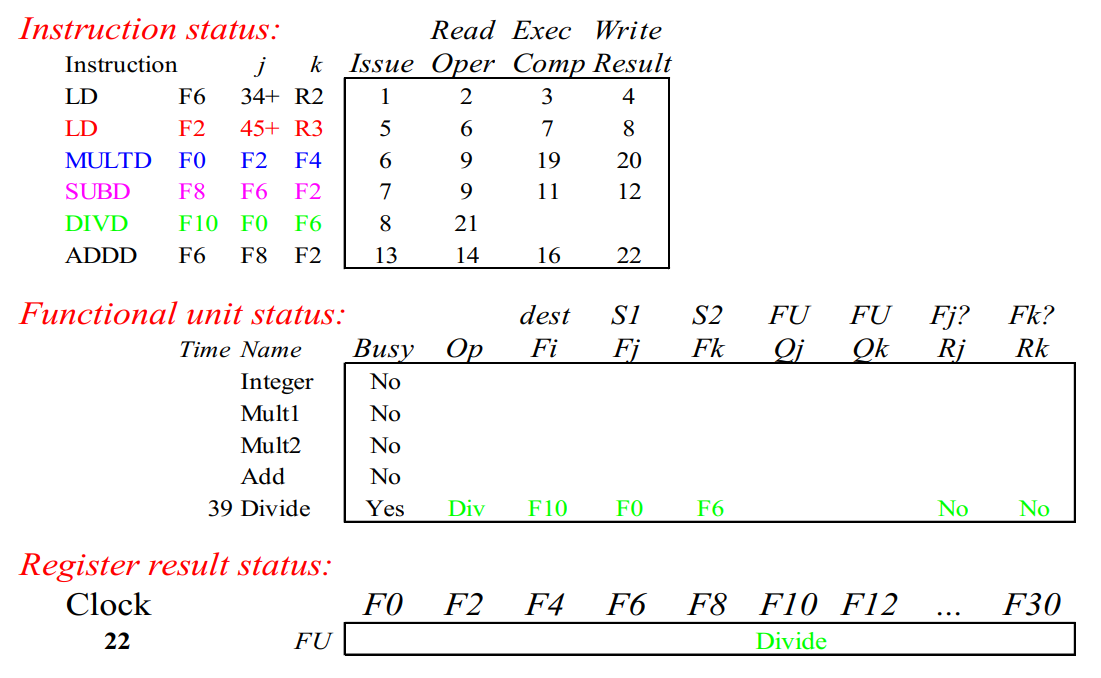 Instruction status: Read Exec Write
Instruction j k Issue Oper Comp Result
LD F6 34+ R2 1 2 3 4
LD F2 45+ R3 5 6 7 8
MULTD F0 F2 F4 6 9 19 20
SUBD F8 F6 F2 7 9 11 12
DIVD F10 F0 F6 8 21
ADDD F6 F8 F2 13 14 16 22
Functional unit status: dest S1 S2 FU FU Fj? Fk?
Time Name Busy Op Fi Fj Fk Qj Qk Rj Rk
Integer No
Mult1 No
Mult2 No
Add No
39 Divide Yes Div F10 F0 F6 No No
Register result status:
Clock F0 F2 F4 F6 F8 F10 F12 ... F30
22 FU Divide